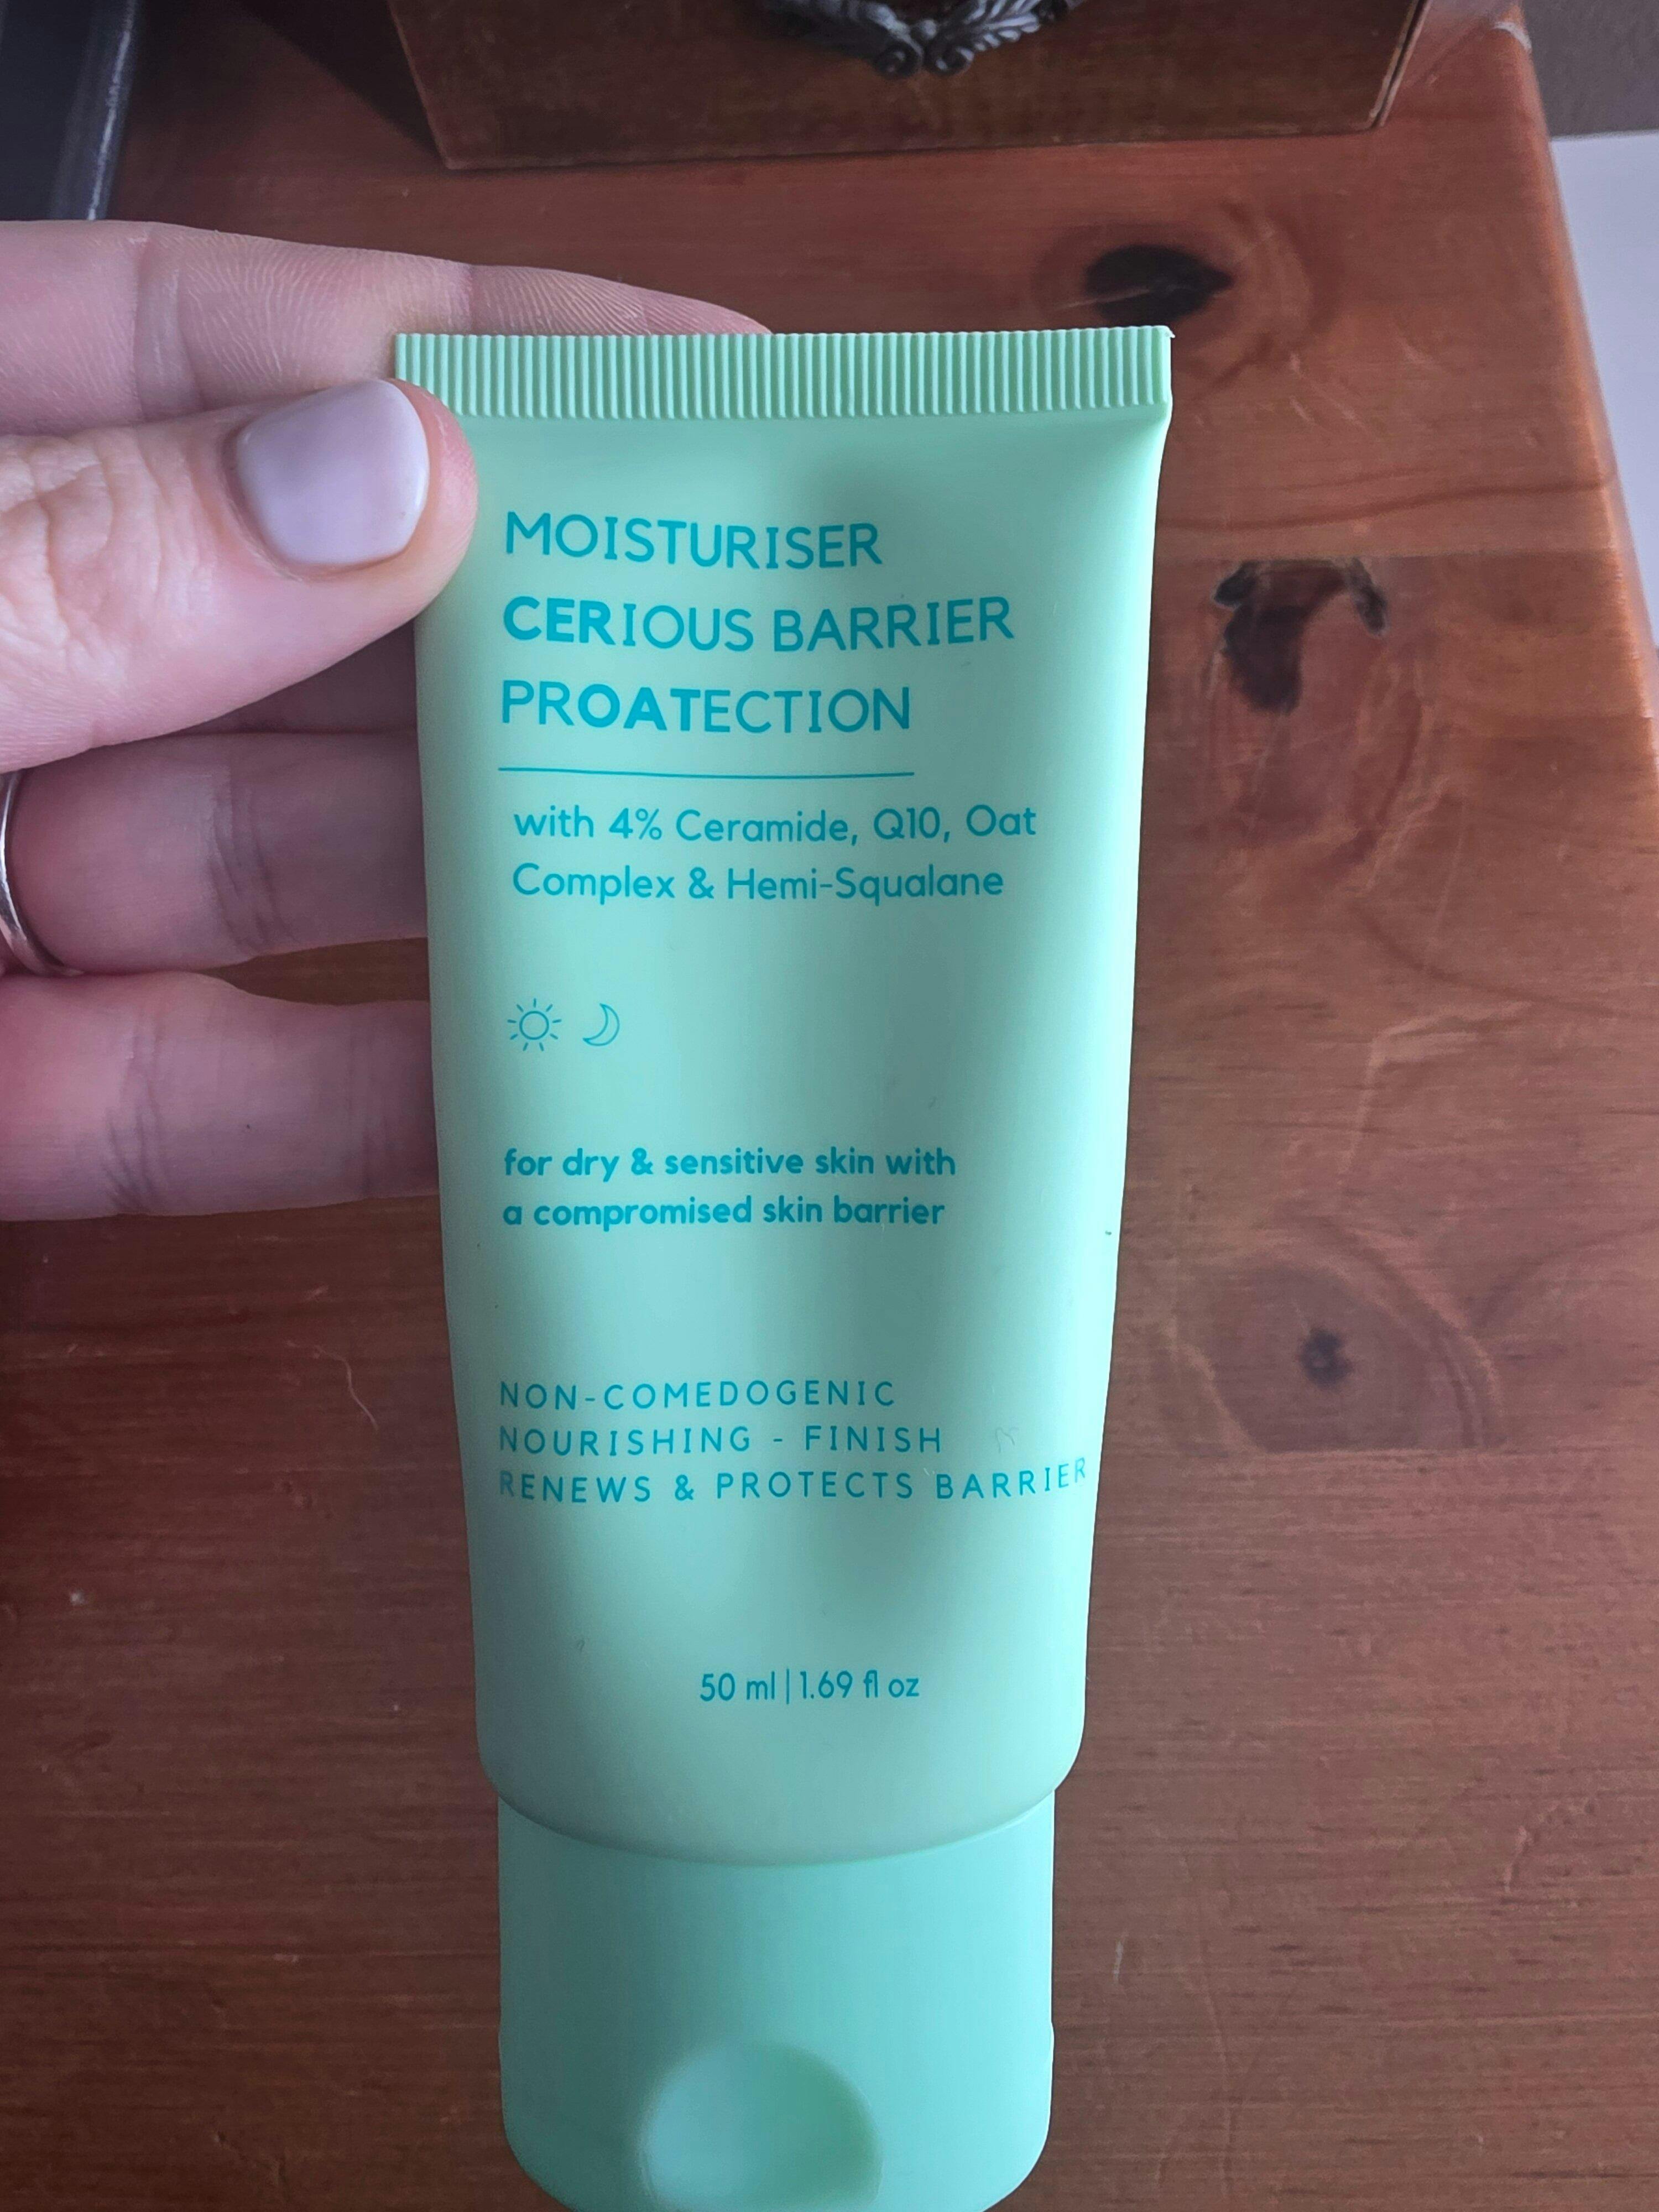 MOISTURISER
CERIOUS BARRIER
PROATECTION
with 4% Ceramide, Q10, Oat
Complex & Hemi-Squalane
for dry & sensitive skin with
a compromised skin barrier
NON-COMEDOGENIC
NOURISHING - FINISH
RENEWS & PROTECTS BARRIER
50 ml | 1.69 fl oz